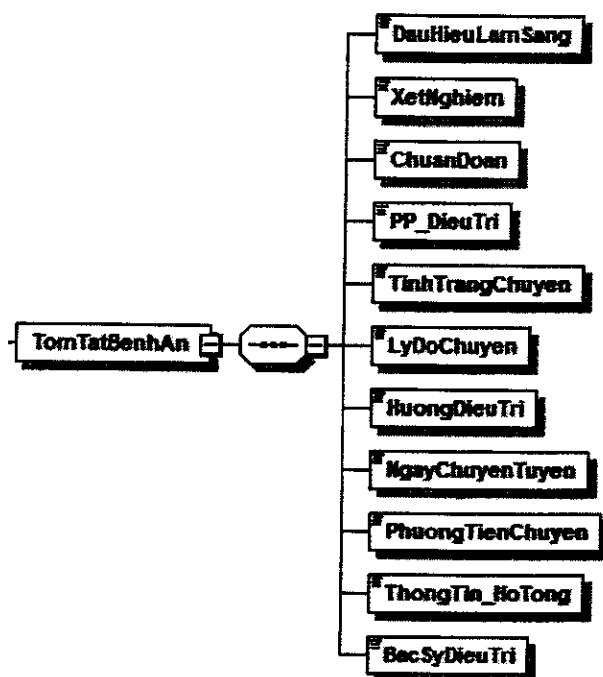 DauHieuLamSang
XetNghiem
ChuanDoan
PP_DieuTri
TinhTrangChuyen
TomTatBenhAn
LyDoChuyen
HuongDieuTri
NgayChuyenTuyen
PhuongTienChuyen
ThongTin_HoTong
BacSyDieuTri